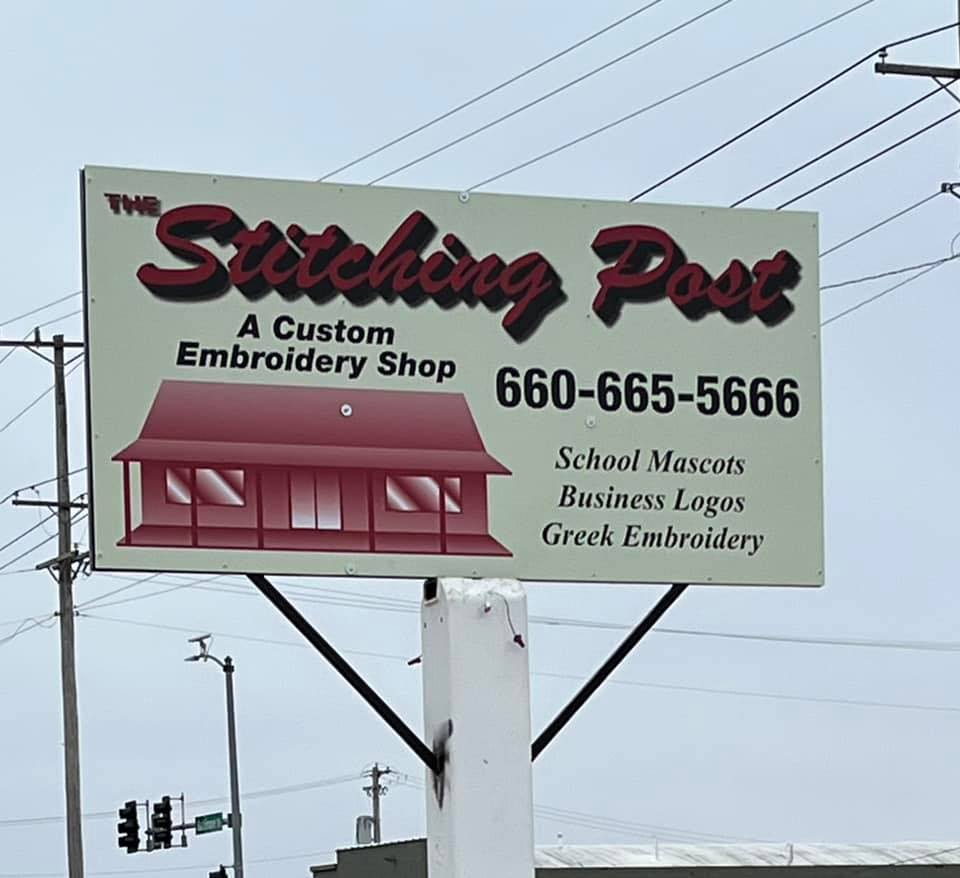 THE
Stitching Post
A Custom
Embroidery Shop
660-665-5666
School Mascots
Business Logos
Greek Embroidery